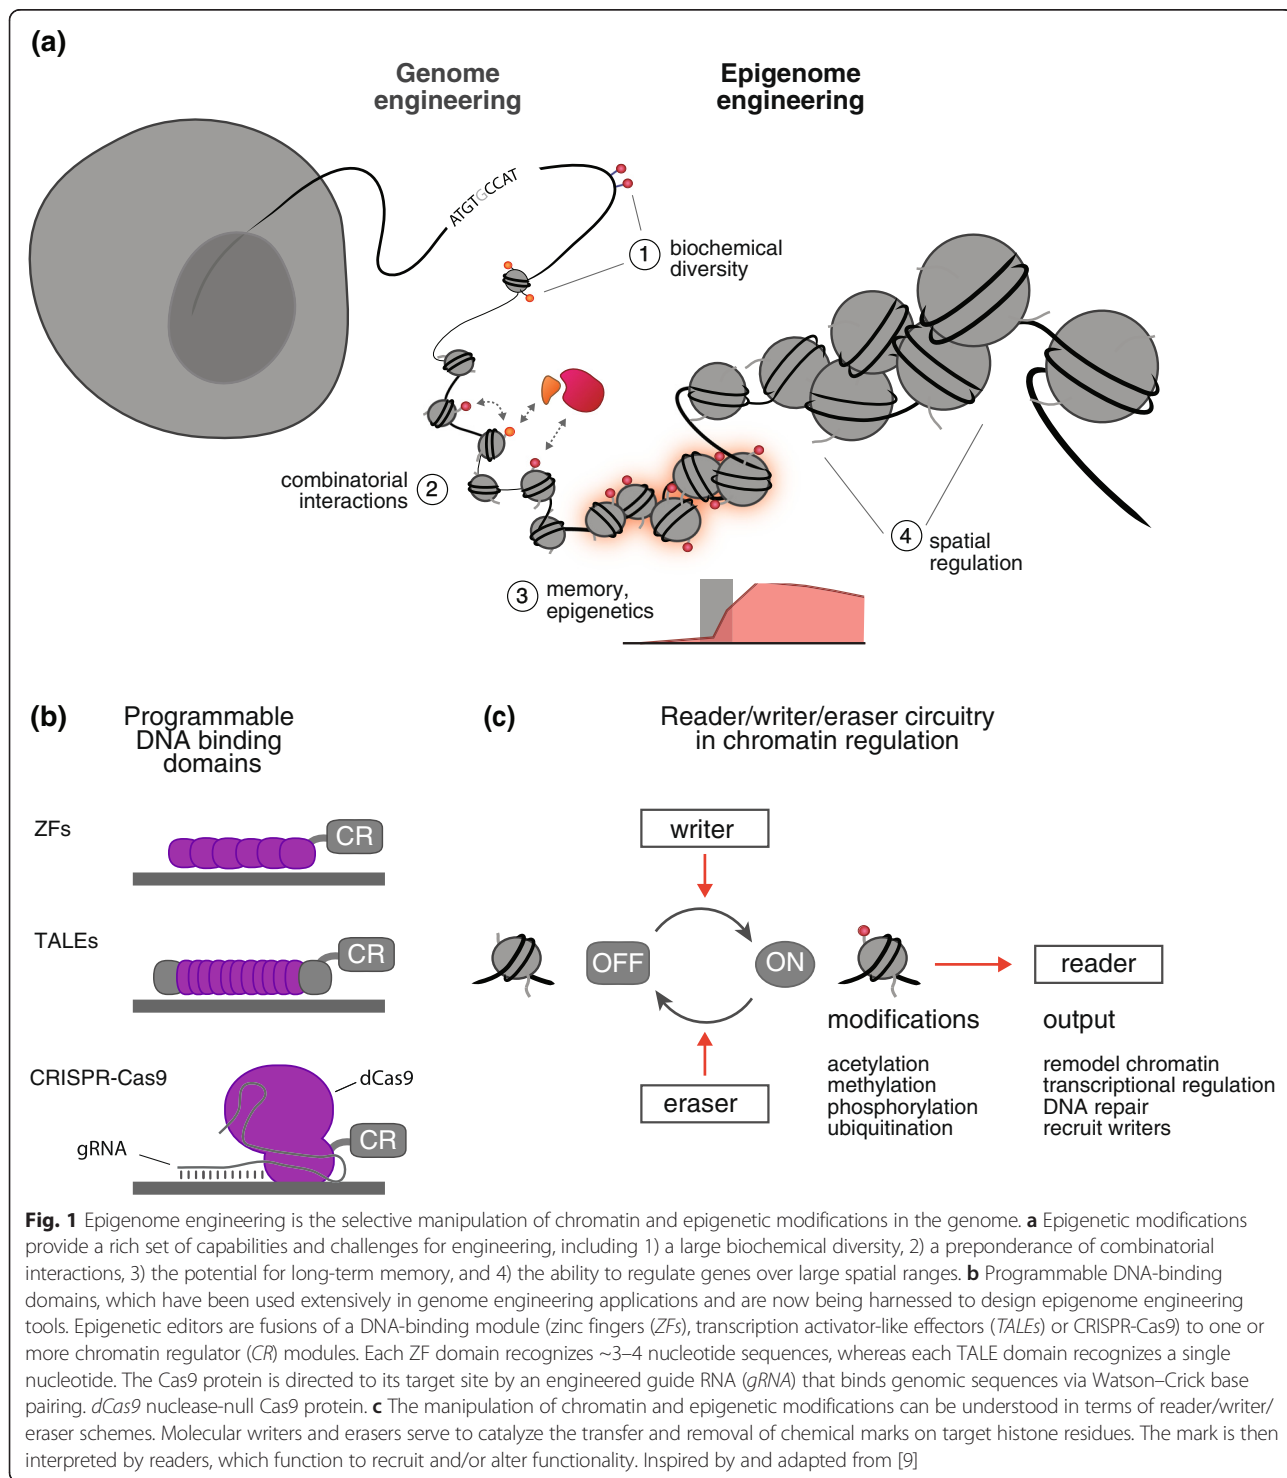 (a)
Genome
engineering
Epigenome
engineering
ATGTGCCAT
1 biochemical
diversity
combinatorial
interactions 2
3 memory,
epigenetics
4 spatial
regulation
(b) Programmable
DNA binding
domains
ZFs
CR
TALEs
CR
CRISPR-Cas9
dCas9
CR
gRNA
(c) Reader/writer/eraser circuitry
in chromatin regulation
writer
OFF
ON
reader
eraser
modifications
acetylation
methylation
phosphorylation
ubiquitination
output
remodel chromatin
transcriptional regulation
DNA repair
recruit writers
Fig. 1 Epigenome engineering is the selective manipulation of chromatin and epigenetic modifications in the genome. a Epigenetic modifications
provide a rich set of capabilities and challenges for engineering, including 1) a large biochemical diversity, 2) a preponderance of combinatorial
interactions, 3) the potential for long-term memory, and 4) the ability to regulate genes over large spatial ranges. b Programmable DNA-binding
domains, which have been used extensively in genome engineering applications and are now being harnessed to design epigenome engineering
tools. Epigenetic editors are fusions of a DNA-binding module (zinc fingers (ZFs), transcription activator-like effectors (TALEs) or CRISPR-Cas9) to one or
more chromatin regulator (CR) modules. Each ZF domain recognizes ~3–4 nucleotide sequences, whereas each TALE domain recognizes a single
nucleotide. The Cas9 protein is directed to its target site by an engineered guide RNA (gRNA) that binds genomic sequences via Watson–Crick base
pairing. dCas9 nuclease-null Cas9 protein. c The manipulation of chromatin and epigenetic modifications can be understood in terms of reader/writer/
eraser schemes. Molecular writers and erasers serve to catalyze the transfer and removal of chemical marks on target histone residues. The mark is then
interpreted by readers, which function to recruit and/or alter functionality. Inspired by and adapted from [9]